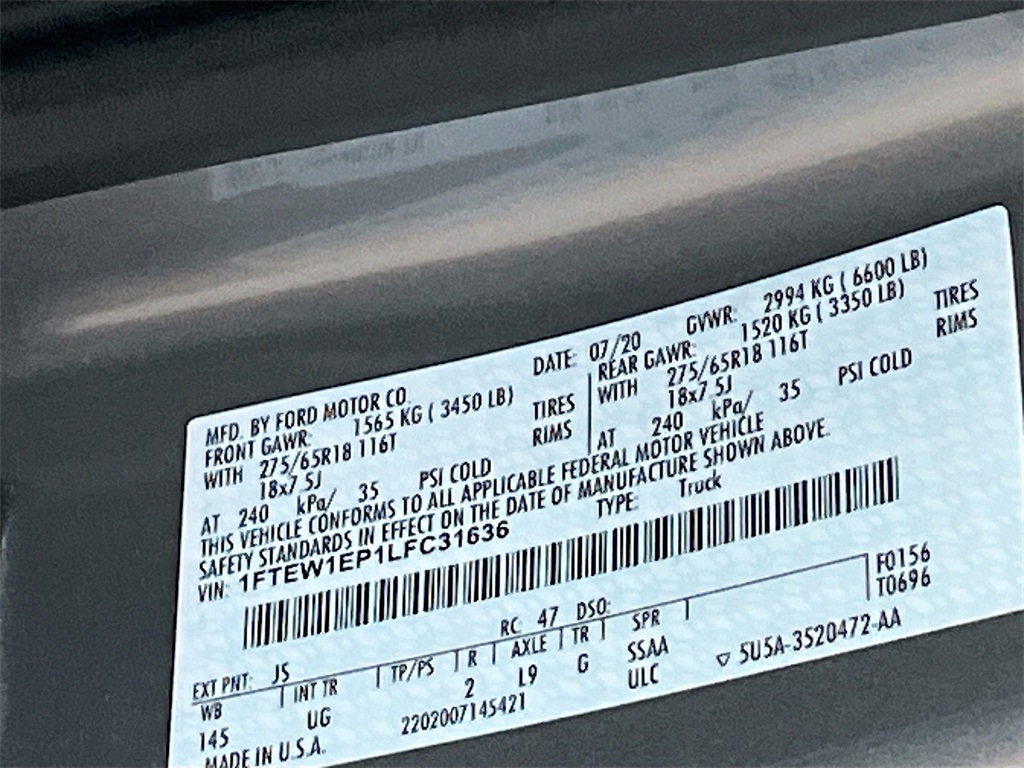 MFD. BY FORD MOTOR CO.
DATE: 07/20
GVWR: 2994 KG ( 6600 LB)
FRONT GAWR: 1565 KG ( 3450 LB)
REAR GAWR: 1520 KG ( 3350 LB)
WITH 275/65R18 116T TIRES
WITH 275/65R18 116T TIRES
18x7.5J RIMS
18x7.5J RIMS
AT 240 kPa/ 35 PSI COLD
AT 240 kPa/ 35 PSI COLD
THIS VEHICLE CONFORMS TO ALL APPLICABLE FEDERAL MOTOR VEHICLE
SAFETY STANDARDS IN EFFECT ON THE DATE OF MANUFACTURE SHOWN ABOVE.
VIN: 1FTEW1EP1LFC31636
TYPE: Truck
F0156
T0696
EXT PNT: JS RC: 47 DSO:
WB INT TR TP/PS R AXLE TR SPR
145 UG 2 L9 G SSAA
ULC
MADE IN U.S.A. 2202007145421
▽ 5U5A-3520472-AA